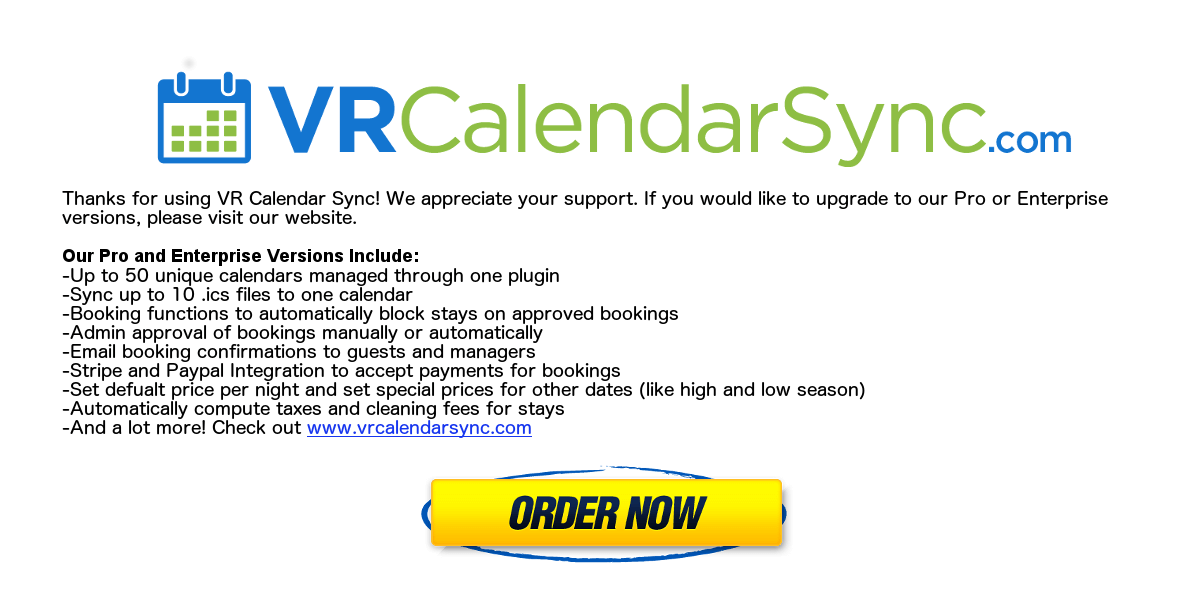 VRCalendarSync.com
Thanks for using VR Calendar Sync! We appreciate your support. If you would like to upgrade to our Pro or Enterprise
versions, please visit our website.
Our Pro and Enterprise Versions Include:
-Up to 50 unique calendars managed through one plugin
-Sync up to 10 .ics files to one calendar
-Booking functions to automatically block stays on approved bookings
-Admin approval of bookings manually or automatically
-Email booking confirmations to guests and managers
-Stripe and Paypal Integration to accept payments for bookings
-Set defualt price per night and set special prices for other dates (like high and low season)
-Automatically compute taxes and cleaning fees for stays
-And a lot more! Check out www.vrcalendarsync.com
ORDER NOW